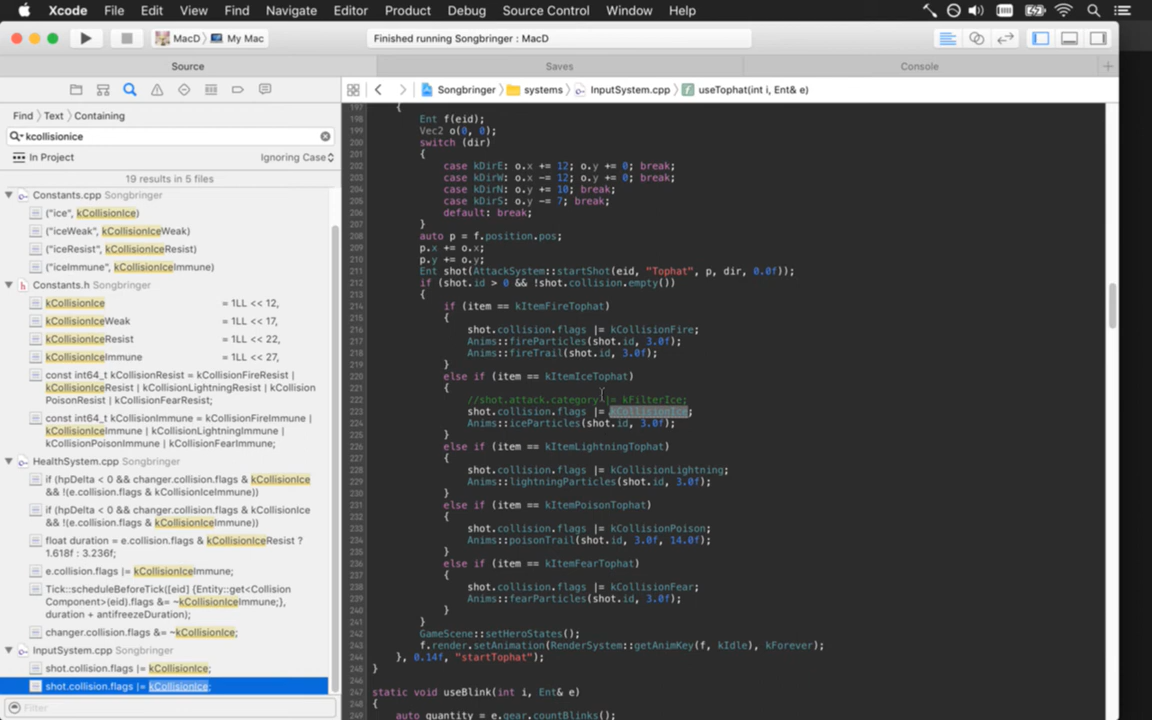 Xcode File Edit View Find Navigate Editor Product Debug Source Control Window Help
MacD My Mac
Finished running Songbringer : MacD
Source Saves Console
Songbringer systems InputSystem.cpp useTophat(int i, Ent& e)
Find Text Containing
kcollisionice
In Project Ignoring Case
19 results in 5 files
Constants.cpp Songbringer
("ice", kCollisionIce)
("iceWeak", kCollisionIceWeak)
("iceResist", kCollisionIceResist)
("iceImmune", kCollisionIceImmune)
Constants.h Songbringer
kCollisionIce = 1LL << 12,
kCollisionIceWeak = 1LL << 17,
kCollisionIceResist = 1LL << 22,
kCollisionIceImmune = 1LL << 27,
const int64_t kCollisionResist = kCollisionFireResist |
kCollisionIceResist | kCollisionLightningResist | kCollision
PoisonResist | kCollisionFearResist;
const int64_t kCollisionImmune = kCollisionFireImmune |
kCollisionIceImmune | kCollisionLightningImmune |
kCollisionPoisonImmune | kCollisionFearImmune;
HealthSystem.cpp Songbringer
if (hpDelta < 0 && changer.collision.flags & kCollisionIce
&& !(e.collision.flags & kCollisionIceImmune))
if (hpDelta < 0 && changer.collision.flags & kCollisionIce
&& !(e.collision.flags & kCollisionIceImmune))
float duration = e.collision.flags & kCollisionIceResist ?
1.618f : 3.236f;
e.collision.flags |= kCollisionIceImmune;
Tick::scheduleBeforeTick([eid] {Entity::get<Collision
Component>(eid).flags &= ~kCollisionIceImmune;},
duration + antifreezeDuration);
changer.collision.flags &= ~kCollisionIce;
InputSystem.cpp Songbringer
shot.collision.flags |= kCollisionIce;
shot.collision.flags |= kCollisionIce;
Filter
197 {
198 Ent f(eid);
199 Vec2 o(0, 0);
200 switch (dir)
201 {
202 case kDirE: o.x += 12; o.y += 0; break;
203 case kDirW: o.x -= 12; o.y += 0; break;
204 case kDirN: o.y += 10; break;
205 case kDirS: o.y -= 7; break;
206 default: break;
207 }
208 auto p = f.position.pos;
209 p.x += o.x;
210 p.y += o.y;
211 Ent shot(AttackSystem::startShot(eid, "Tophat", p, dir, 0.0f));
212 if (shot.id > 0 && !shot.collision.empty())
213 {
214 if (item == kItemFireTophat)
215 {
216 shot.collision.flags |= kCollisionFire;
217 Anims::fireParticles(shot.id, 3.0f);
218 Anims::fireTrail(shot.id, 3.0f);
219 }
220 else if (item == kItemIceTophat)
221 {
222 //shot.attack.category |= kFilterIce;
223 shot.collision.flags |= kCollisionIce;
224 Anims::iceParticles(shot.id, 3.0f);
225 }
226 else if (item == kItemLightningTophat)
227 {
228 shot.collision.flags |= kCollisionLightning;
229 Anims::lightningParticles(shot.id, 3.0f);
230 }
231 else if (item == kItemPoisonTophat)
232 {
233 shot.collision.flags |= kCollisionPoison;
234 Anims::poisonTrail(shot.id, 3.0f, 14.0f);
235 }
236 else if (item == kItemFearTophat)
237 {
238 shot.collision.flags |= kCollisionFear;
239 Anims::fearParticles(shot.id, 3.0f);
240 }
241 }
242 GameScene::setHeroStates();
243 f.render.setAnimation(RenderSystem::getAnimKey(f, kIdle), kForever);
244 }, 0.14f, "startTophat");
245 }
246
247 static void useBlink(int i, Ent& e)
248 {
249 auto quantity = e.gear.countBlinks();